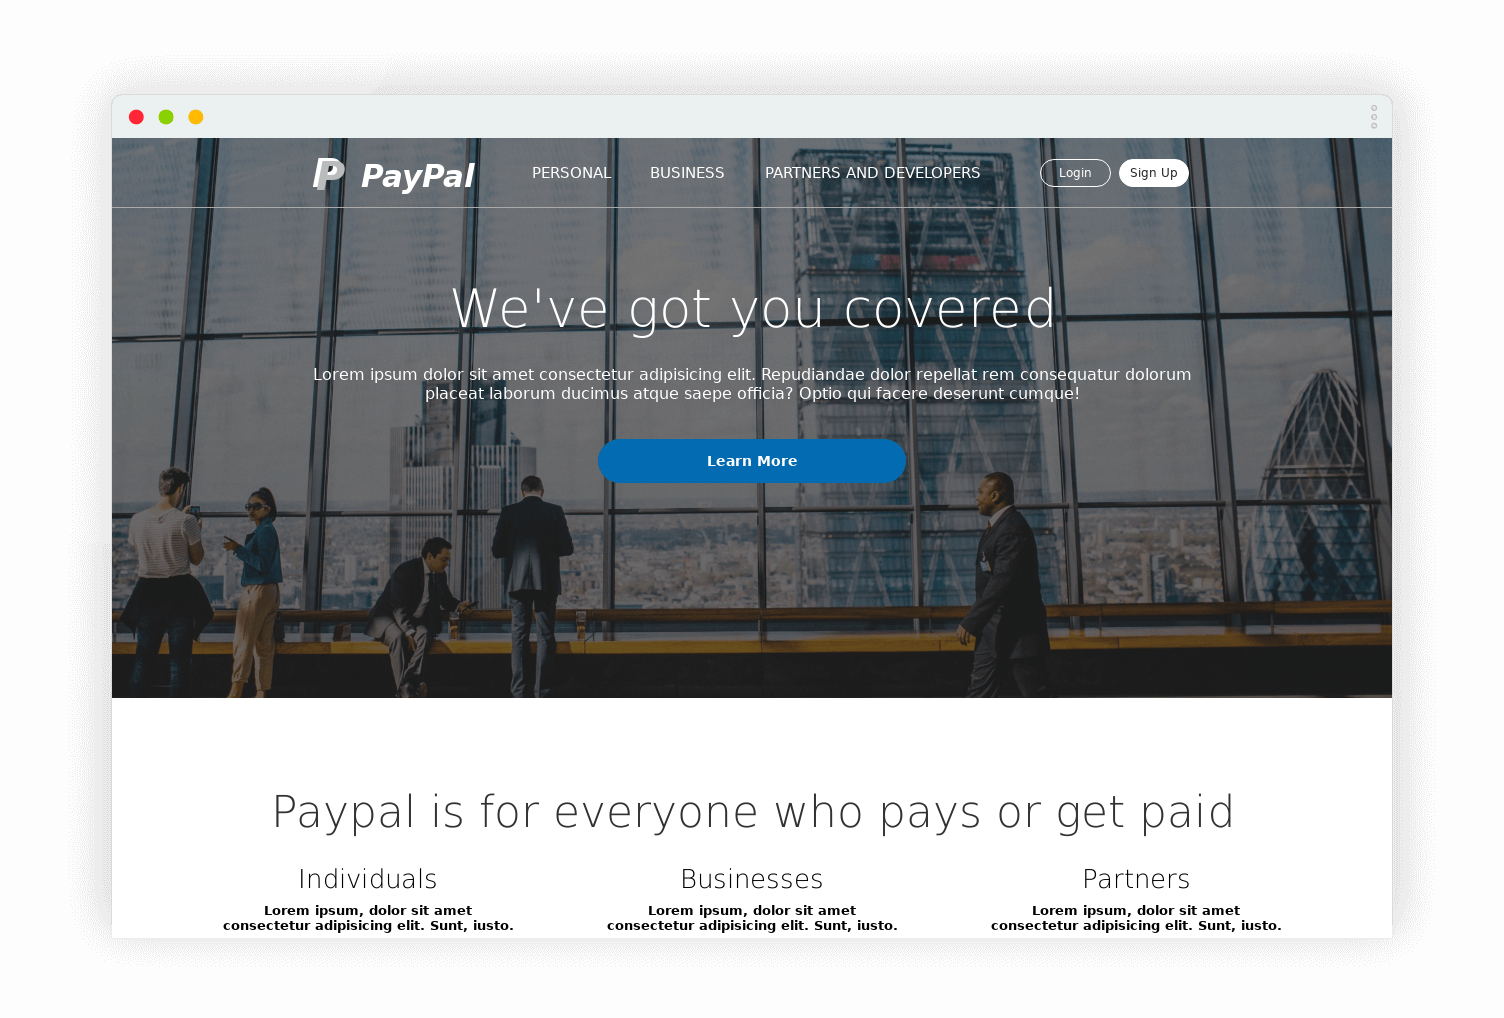 PayPal PERSONAL BUSINESS PARTNERS AND DEVELOPERS Login Sign Up
We've got you covered
Lorem ipsum dolor sit amet consectetur adipisicing elit. Repudiandae dolor repellat rem consequatur dolorum
placeat laborum ducimus atque saepe officia? Optio qui facere deserunt cumque!
Learn More
Paypal is for everyone who pays or get paid
Individuals
Lorem ipsum, dolor sit amet
consectetur adipisicing elit. Sunt, iusto.
Businesses
Lorem ipsum, dolor sit amet
consectetur adipisicing elit. Sunt, iusto.
Partners
Lorem ipsum, dolor sit amet
consectetur adipisicing elit. Sunt, iusto.